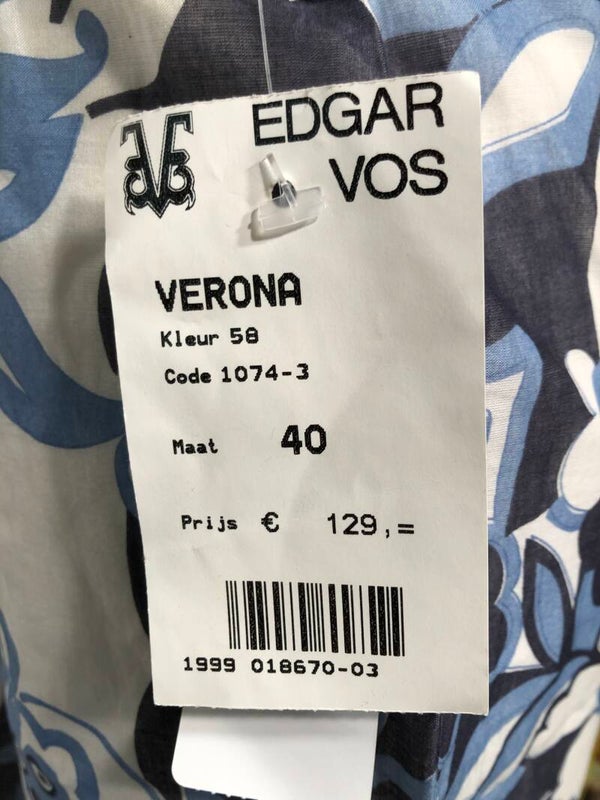 EDGAR
VOS
VERONA
Kleur 58
Code 1074-3
Maat 40
Prijs € 129,=
1999 018670-03